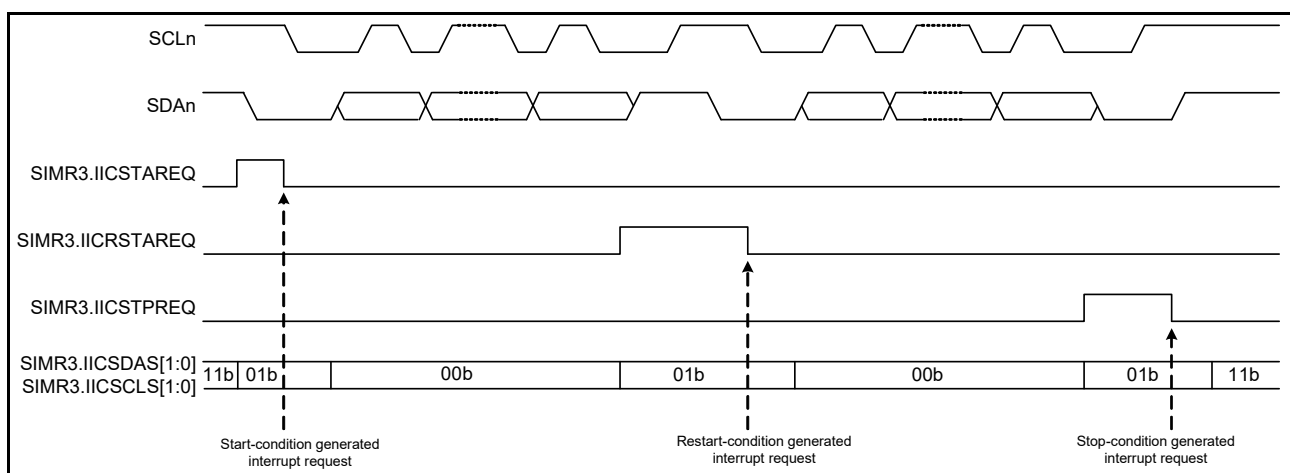 SCLn
SDAn
SIMR3.IICSTAREQ
SIMR3.IICRSTAREQ
SIMR3.IICSTPREQ
SIMR3.IICSDAS[1:0]
SIMR3.IICSCLS[1:0]
11b 01b 00b 01b 00b 01b 11b
Start-condition generated
interrupt request
Restart-condition generated
interrupt request
Stop-condition generated
interrupt request